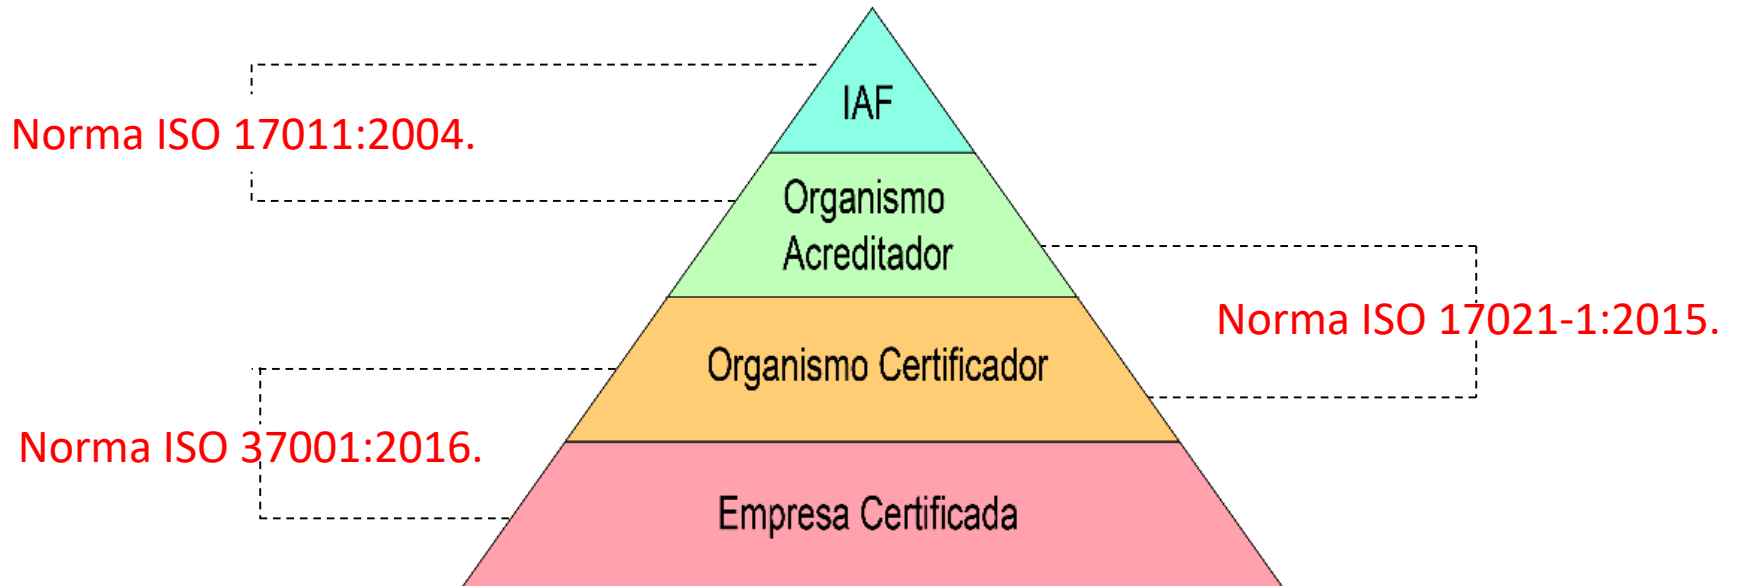 IAF
Norma ISO 17011:2004.
Organismo
Acreditador
Norma ISO 17021-1:2015.
Organismo Certificador
Norma ISO 37001:2016.
Empresa Certificada